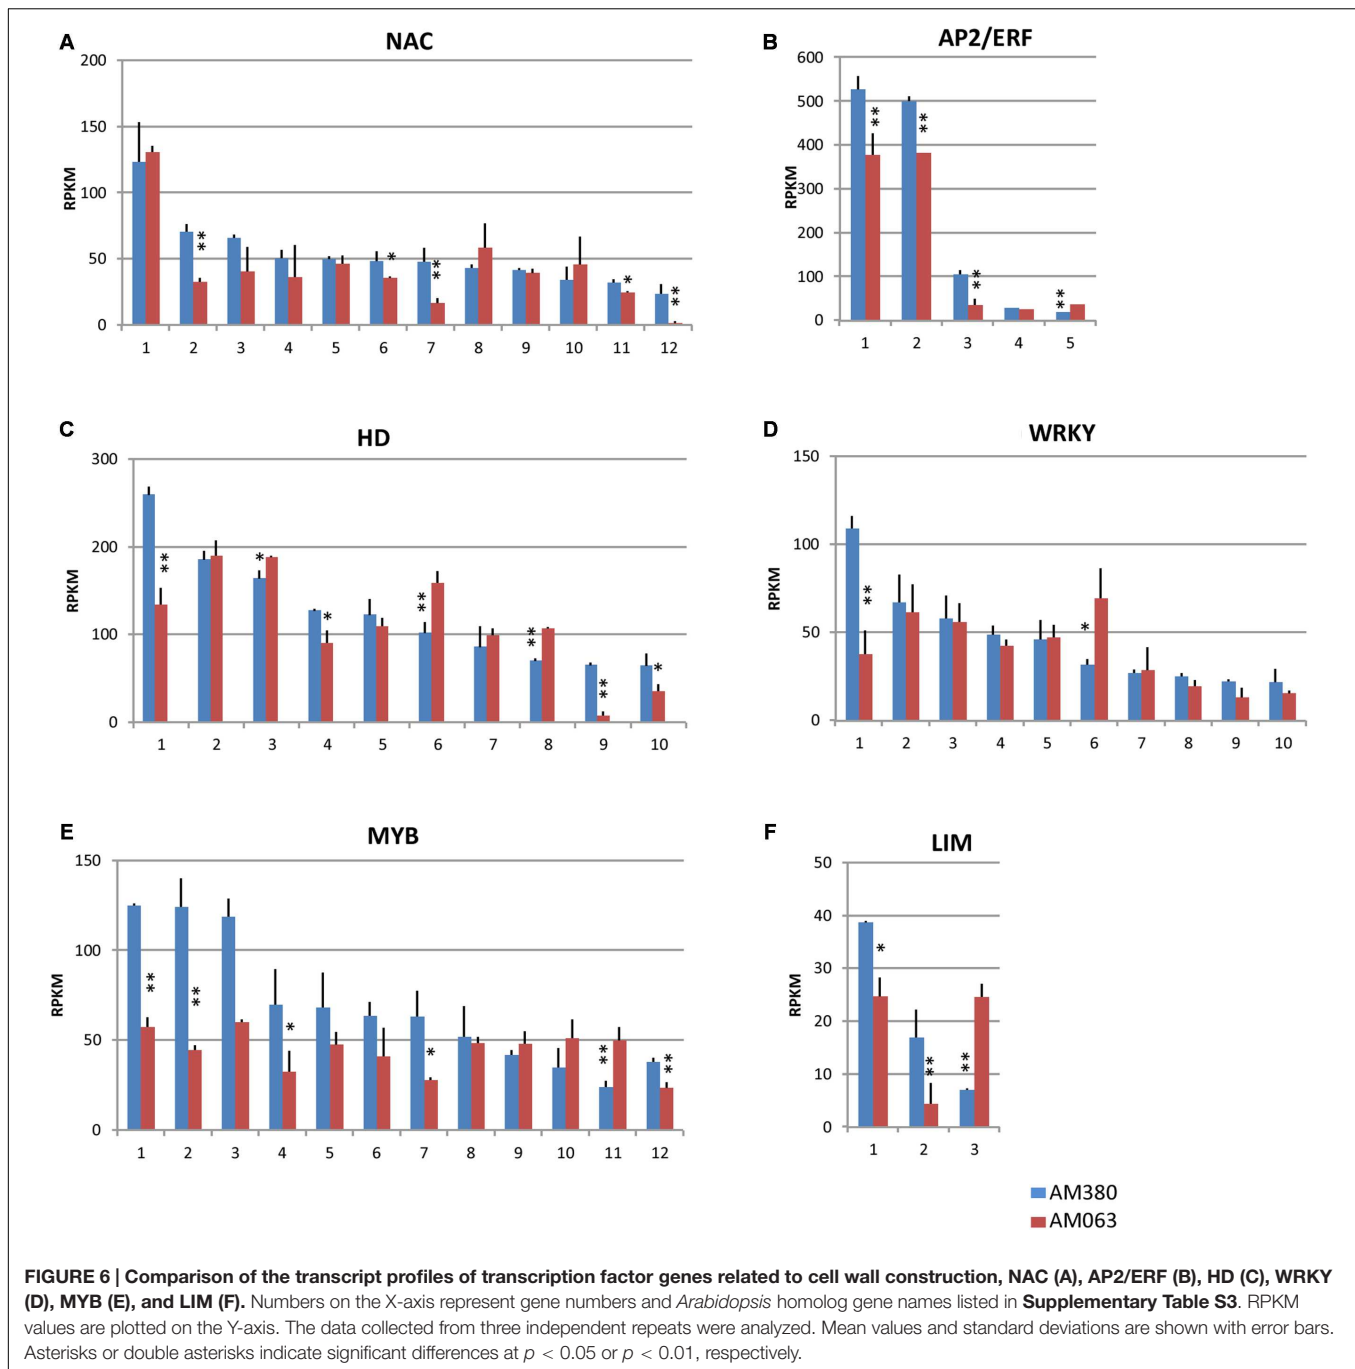 A
NAC
200
150
100
50
0
RPKM
**
*
**
*
**
1 2 3 4 5 6 7 8 9 10 11 12
B
AP2/ERF
600
500
400
300
200
100
0
RPKM
**
**
**
**
1 2 3 4 5
C
HD
300
200
100
0
RPKM
**
*
*
**
**
**
*
1 2 3 4 5 6 7 8 9 10
D
WRKY
150
100
50
0
RPKM
**
*
1 2 3 4 5 6 7 8 9 10
E
MYB
150
100
50
0
RPKM
**
**
*
*
**
**
1 2 3 4 5 6 7 8 9 10 11 12
F
LIM
50
40
30
20
10
0
RPKM
*
**
**
1 2 3
AM380
AM063
FIGURE 6 | Comparison of the transcript profiles of transcription factor genes related to cell wall construction, NAC (A), AP2/ERF (B), HD (C), WRKY
(D), MYB (E), and LIM (F). Numbers on the X-axis represent gene numbers and Arabidopsis homolog gene names listed in Supplementary Table S3. RPKM
values are plotted on the Y-axis. The data collected from three independent repeats were analyzed. Mean values and standard deviations are shown with error bars.
Asterisks or double asterisks indicate significant differences at p < 0.05 or p < 0.01, respectively.